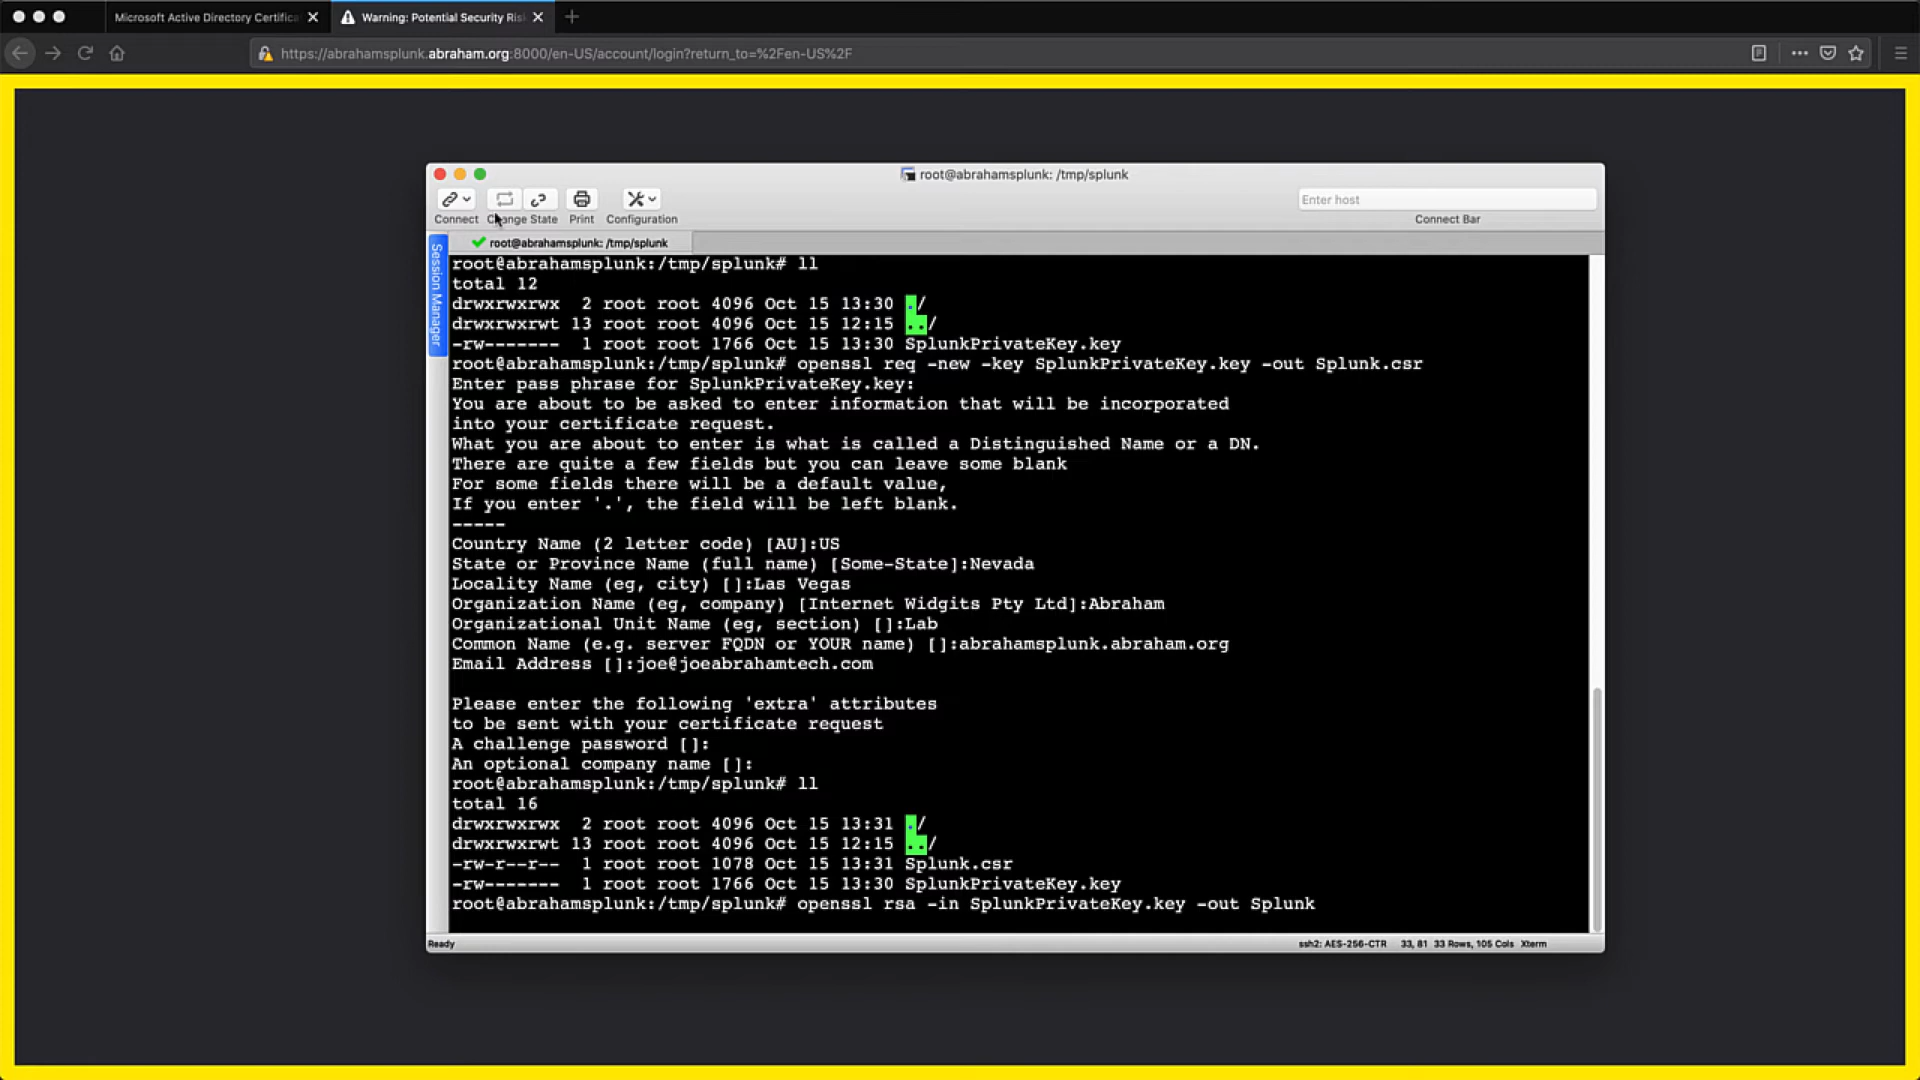 Microsoft Active Directory Certifica
Warning: Potential Security Ris
https://abrahamsplunk.abraham.org:8000/en-US/account/login?return_to=%2Fen-US%2F
root@abrahamsplunk: /tmp/splunk
Enter host
Connect Change State Print Configuration Connect Bar
root@abrahamsplunk: /tmp/splunk
Session Manager
root@abrahamsplunk:/tmp/splunk# ll
total 12
drwxrwxrwx 2 root root 4096 Oct 15 13:30 ./
drwxrwxrwt 13 root root 4096 Oct 15 12:15 ../
-rw------- 1 root root 1766 Oct 15 13:30 SplunkPrivateKey.key
root@abrahamsplunk:/tmp/splunk# openssl req -new -key SplunkPrivateKey.key -out Splunk.csr
Enter pass phrase for SplunkPrivateKey.key:
You are about to be asked to enter information that will be incorporated
into your certificate request.
What you are about to enter is what is called a Distinguished Name or a DN.
There are quite a few fields but you can leave some blank
For some fields there will be a default value,
If you enter '.', the field will be left blank.
-----
Country Name (2 letter code) [AU]:US
State or Province Name (full name) [Some-State]:Nevada
Locality Name (eg, city) []:Las Vegas
Organization Name (eg, company) [Internet Widgits Pty Ltd]:Abraham
Organizational Unit Name (eg, section) []:Lab
Common Name (e.g. server FQDN or YOUR name) []:abrahamsplunk.abraham.org
Email Address []:joe@joeabrahamtech.com
Please enter the following 'extra' attributes
to be sent with your certificate request
A challenge password []:
An optional company name []:
root@abrahamsplunk:/tmp/splunk# ll
total 16
drwxrwxrwx 2 root root 4096 Oct 15 13:31 ./
drwxrwxrwt 13 root root 4096 Oct 15 12:15 ../
-rw-r--r-- 1 root root 1078 Oct 15 13:31 Splunk.csr
-rw------- 1 root root 1766 Oct 15 13:30 SplunkPrivateKey.key
root@abrahamsplunk:/tmp/splunk# openssl rsa -in SplunkPrivateKey.key -out Splunk
Ready ssh2: AES-256-CTR 33, 81 33 Rows, 105 Cols Xterm